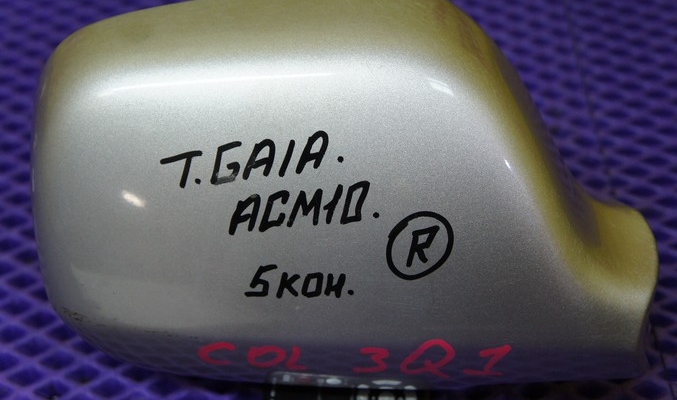 T.GAIA.
ACM10.
R
5кон.
COL 3Q1